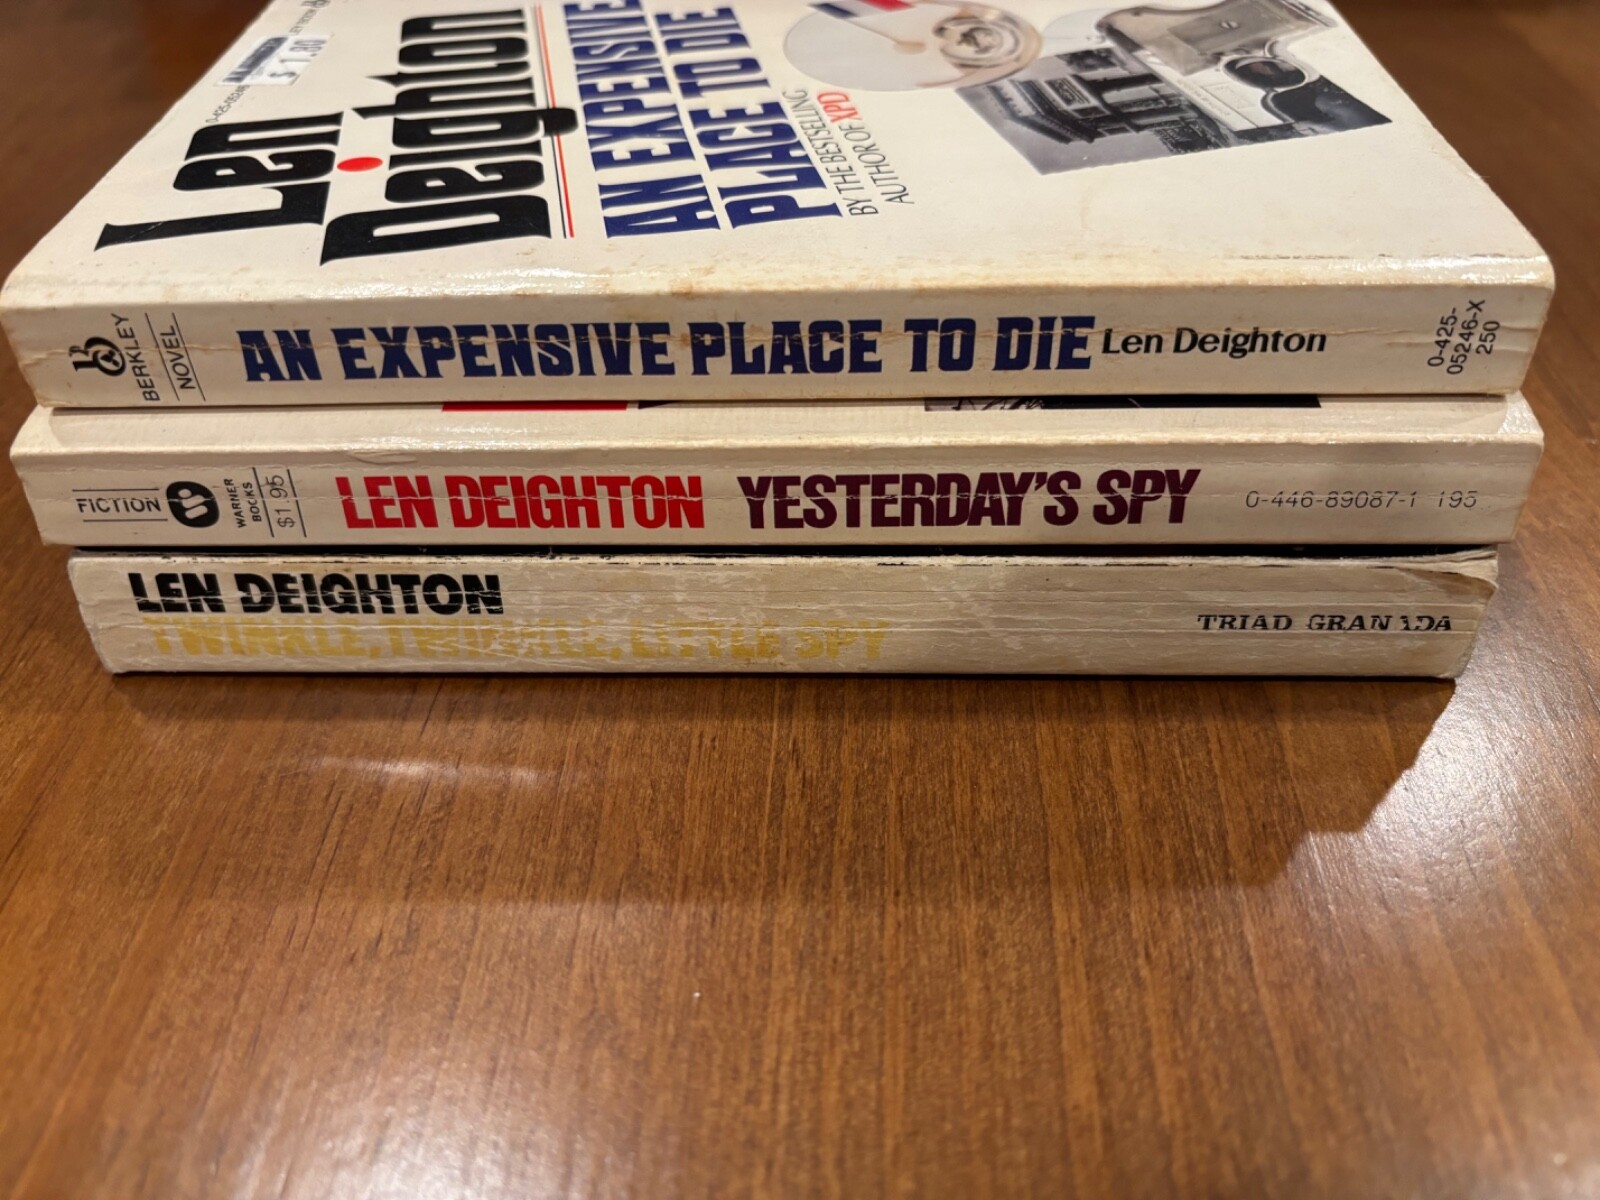 Len
Deighton
AN EXPENSIVE
PLACE TO DIE
BY THE BESTSELLING
AUTHOR OF XPD
BERKLEY
NOVEL
AN EXPENSIVE PLACE TO DIE Len Deighton
0-425-
05246-X
250
FICTION
WARNER
BOOKS
$1.95
LEN DEIGHTON YESTERDAY'S SPY 0-446-89087-1 195
LEN DEIGHTON
TWINKLE, TWINKLE, LITTLE SPY
TRIAD GRANADA